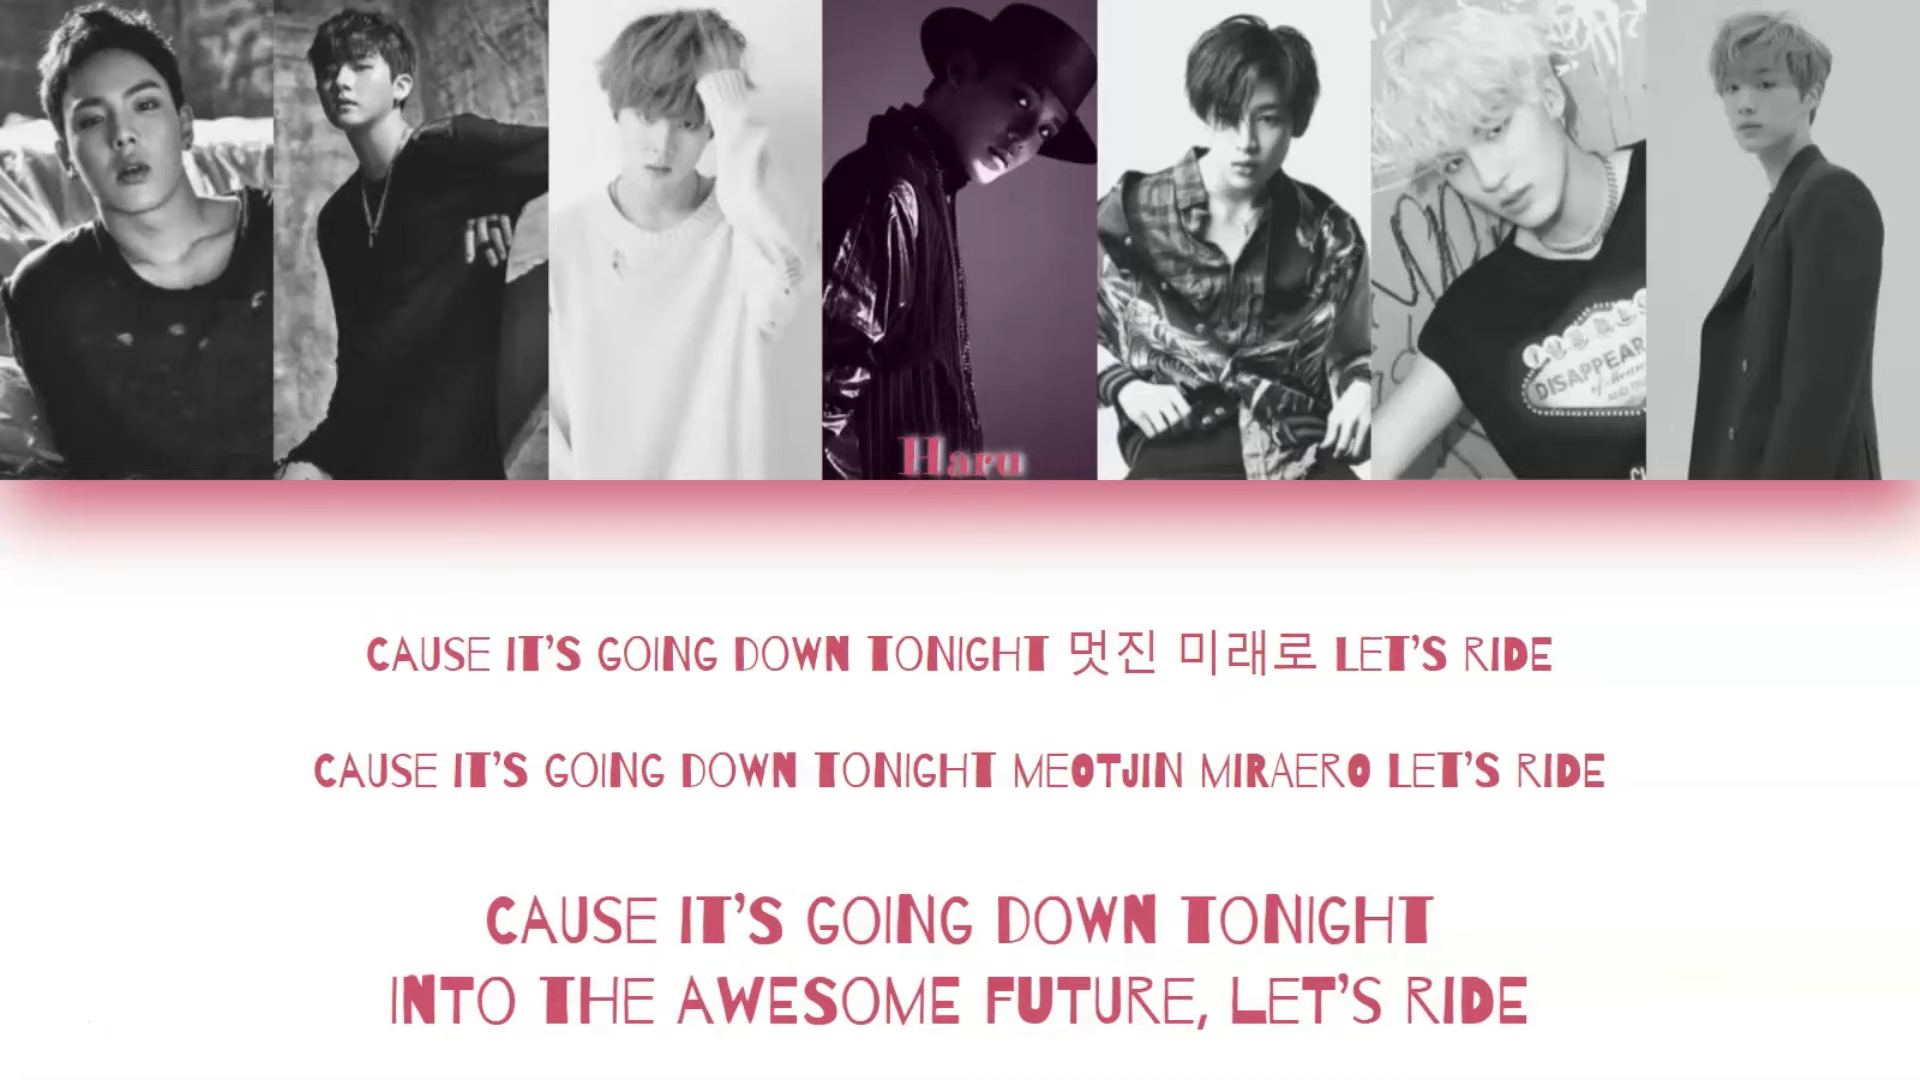 DISAPPEAR
Haru
CAUSE IT'S GOING DOWN TONIGHT 멋진 미래로 LET'S RIDE
CAUSE IT'S GOING DOWN TONIGHT MEOTJIN MIRAERO LET'S RIDE
CAUSE IT'S GOING DOWN TONIGHT
INTO THE AWESOME FUTURE, LET'S RIDE